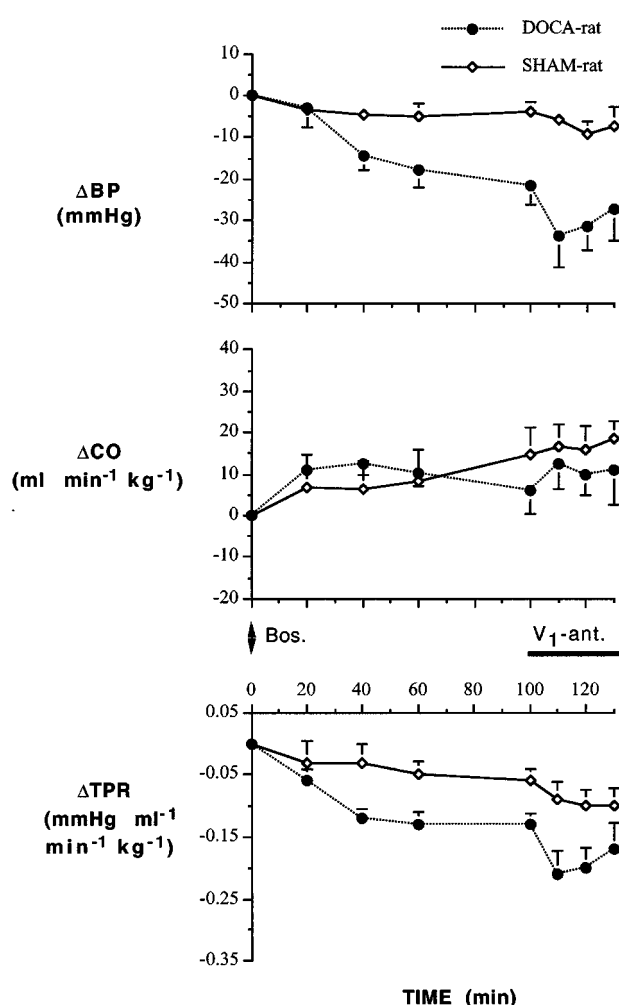 DOCA-rat
SHAM-rat
10
0
-10
-20
-30
-40
-50
ΔBP
(mmHg)
40
30
20
10
0
-10
-20
ΔCO
(ml min⁻¹ kg⁻¹)
Bos.
V₁-ant.
0 20 40 60 80 100 120
0.05
-0.05
-0.15
-0.25
-0.35
ΔTPR
(mmHg ml⁻¹
min⁻¹ kg⁻¹)
TIME (min)